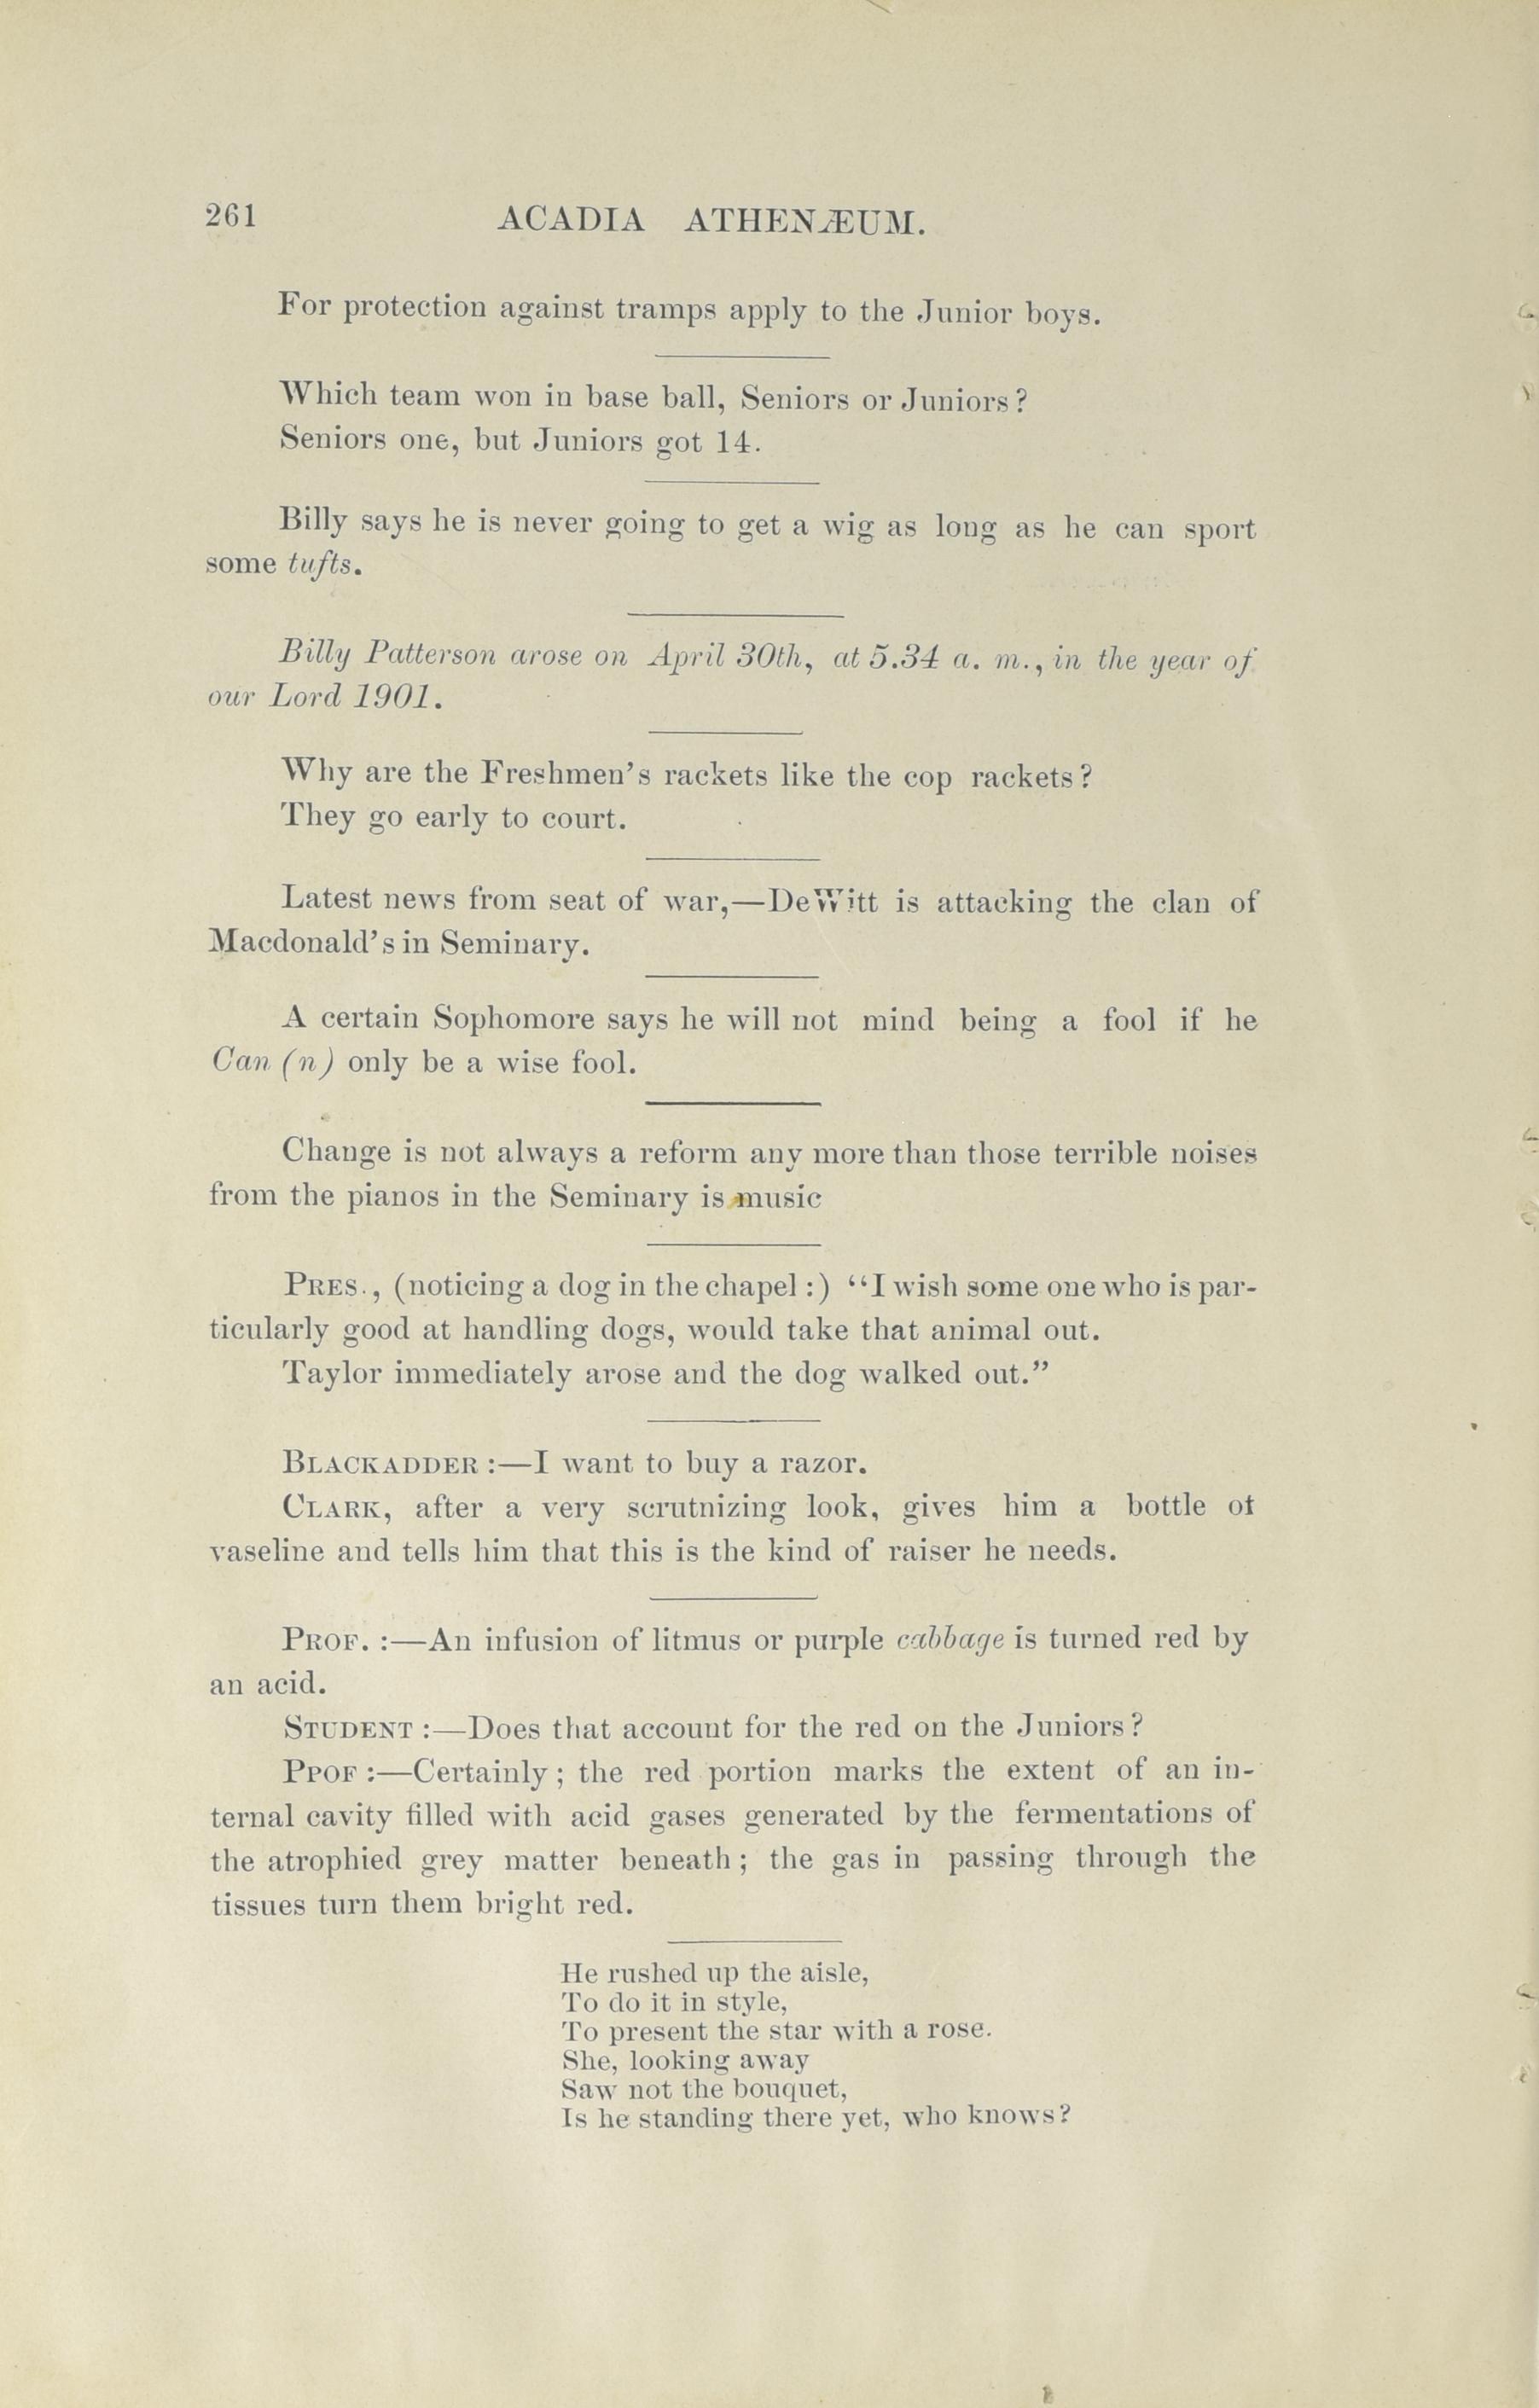 261 ACADIA ATHENÆUM.
For protection against tramps apply to the Junior boys.
Which team won in base ball, Seniors or Juniors?
Seniors one, but Juniors got 14.
Billy says he is never going to get a wig as long as he can sport
some tufts.
Billy Patterson arose on April 30th, at 5.34 a. m., in the year of
our Lord 1901.
Why are the Freshmen's rackets like the cop rackets?
They go early to court.
Latest news from seat of war,—DeWitt is attacking the clan of
Macdonald's in Seminary.
A certain Sophomore says he will not mind being a fool if he
Can (n) only be a wise fool.
Change is not always a reform any more than those terrible noises
from the pianos in the Seminary is music
PRES., (noticing a dog in the chapel:) "I wish some one who is par-
ticularly good at handling dogs, would take that animal out.
Taylor immediately arose and the dog walked out."
BLACKADDER :—I want to buy a razor.
CLARK, after a very scrutnizing look, gives him a bottle of
vaseline and tells him that this is the kind of raiser he needs.
PROF. :—An infusion of litmus or purple cabbage is turned red by
an acid.
STUDENT :—Does that account for the red on the Juniors?
PPOF :—Certainly; the red portion marks the extent of an in-
ternal cavity filled with acid gases generated by the fermentations of
the atrophied grey matter beneath; the gas in passing through the
tissues turn them bright red.
He rushed up the aisle,
To do it in style,
To present the star with a rose.
She, looking away
Saw not the bouquet,
Is he standing there yet, who knows?